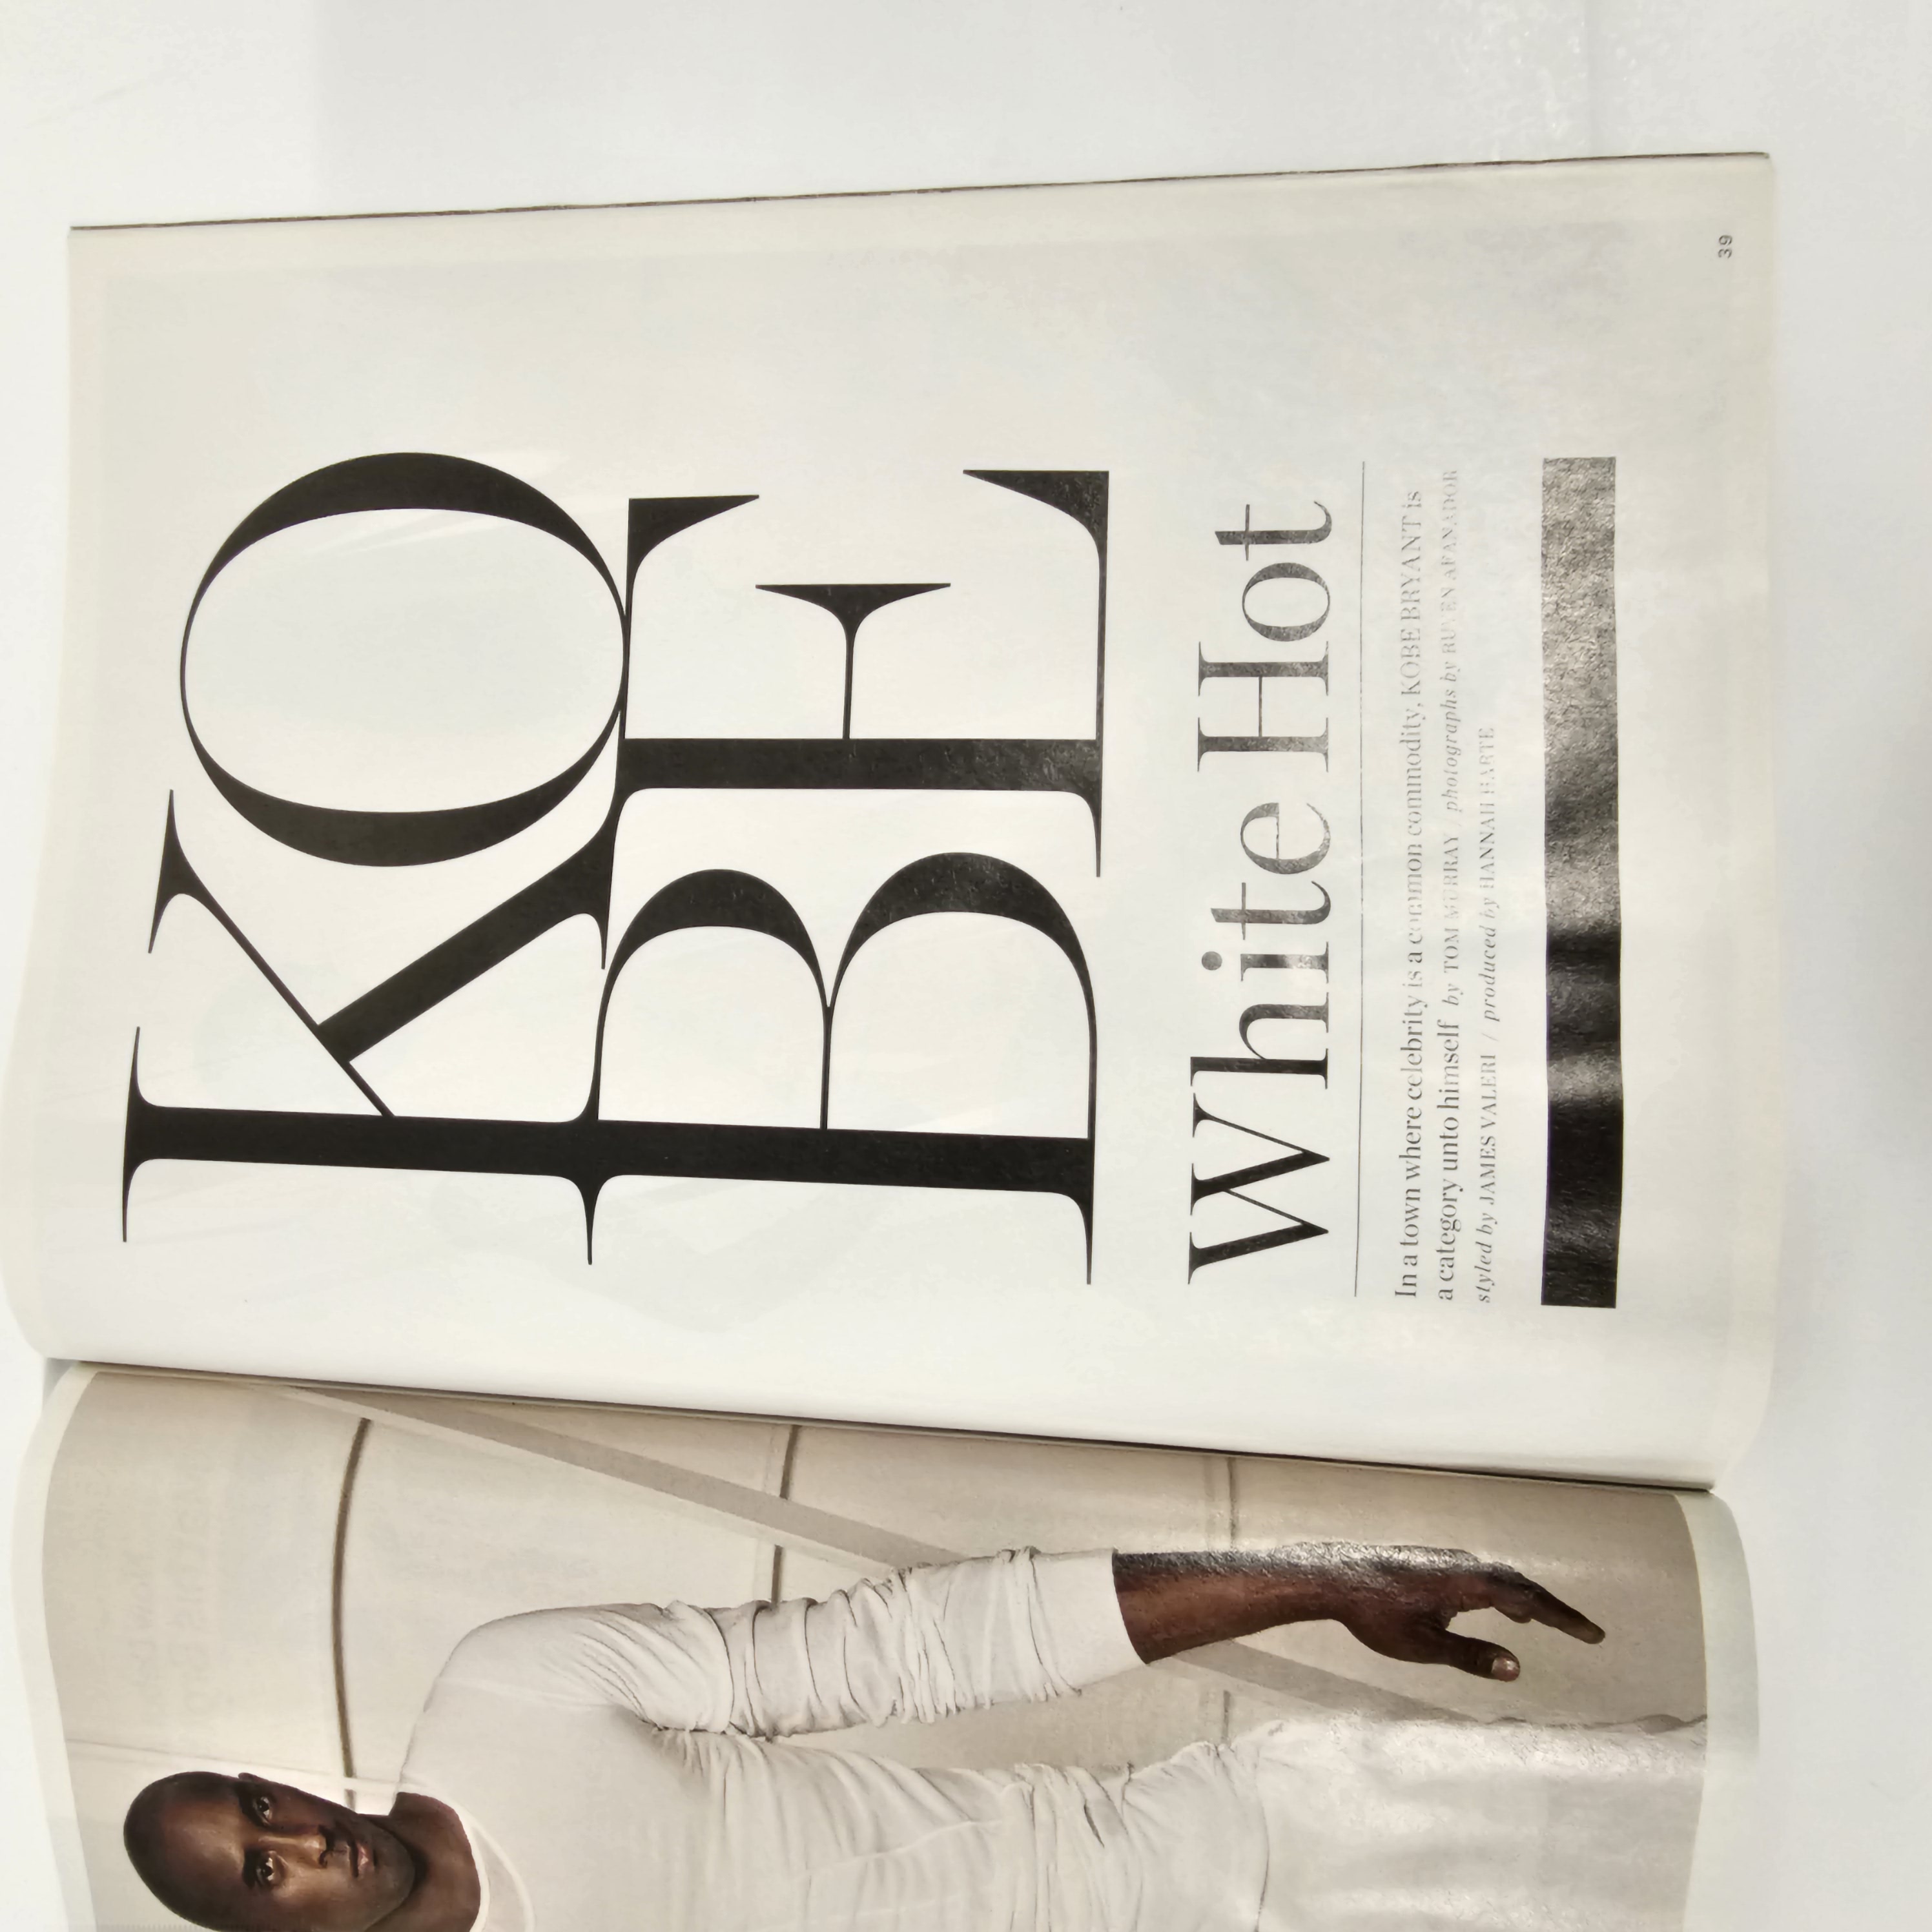 KO
BE
White Hot
In a town where celebrity is a common commodity, KOBE BRYANT is
a category unto himself by TOM MURRAY / photographs by RUVEN AFANADOR
styled by JAMES VALERI / produced by HANNAH HARTE
39